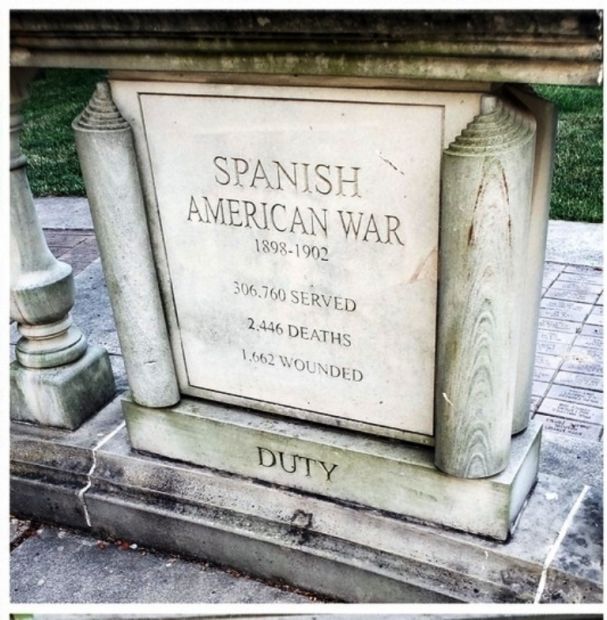 SPANISH
AMERICAN WAR
1898-1902
306,760 SERVED
2,446 DEATHS
1,662 WOUNDED
DUTY